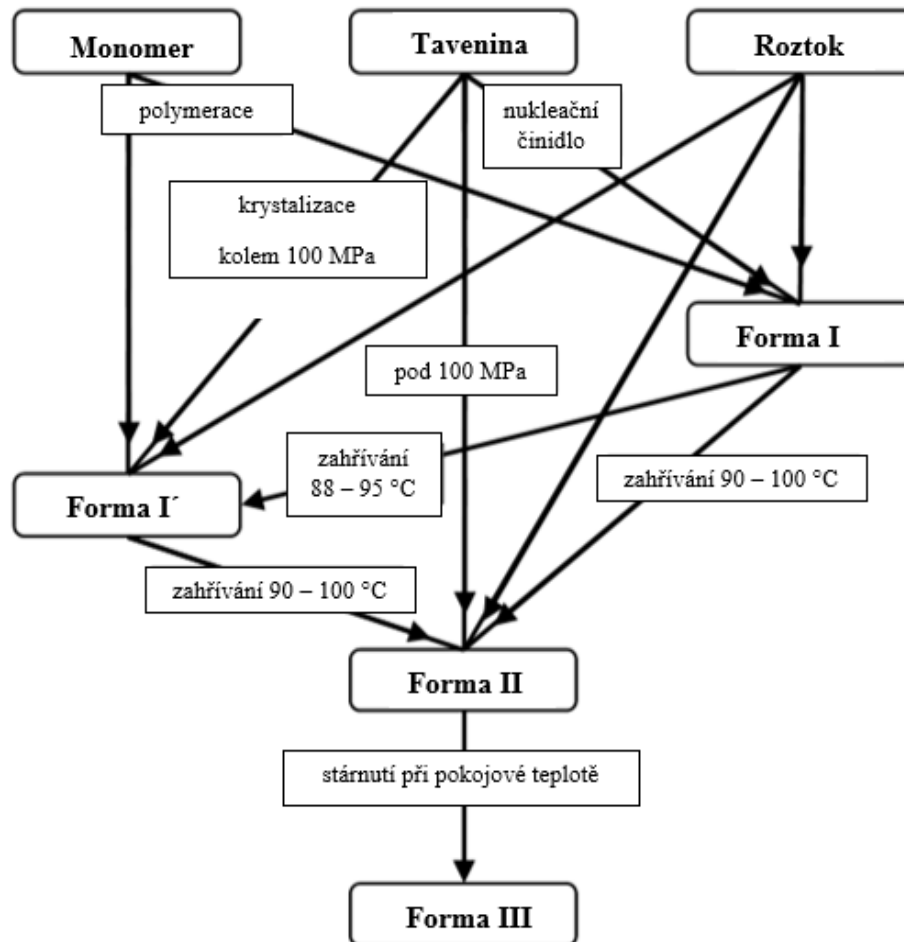 Monomer
Tavenina
Roztok
polymerace
nukleační
činidlo
krystalizace
kolem 100 MPa
Forma I
pod 100 MPa
zahřívání
88 – 95 °C
zahřívání 90 – 100 °C
Forma I´
zahřívání 90 – 100 °C
Forma II
stárnutí při pokojové teplotě
Forma III